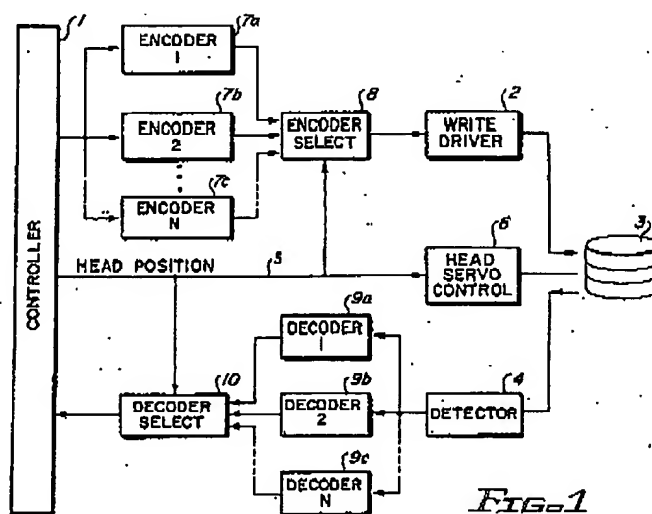 1
CONTROLLER
7a
ENCODER
1
7b
ENCODER
2
7c
ENCODER
N
8
ENCODER
SELECT
2
WRITE
DRIVER
3
HEAD POSITION
5
6
HEAD
SERVO
CONTROL
9a
DECODER
1
10
DECODER
SELECT
9b
DECODER
2
4
DETECTOR
9c
DECODER
N
FIG. 1